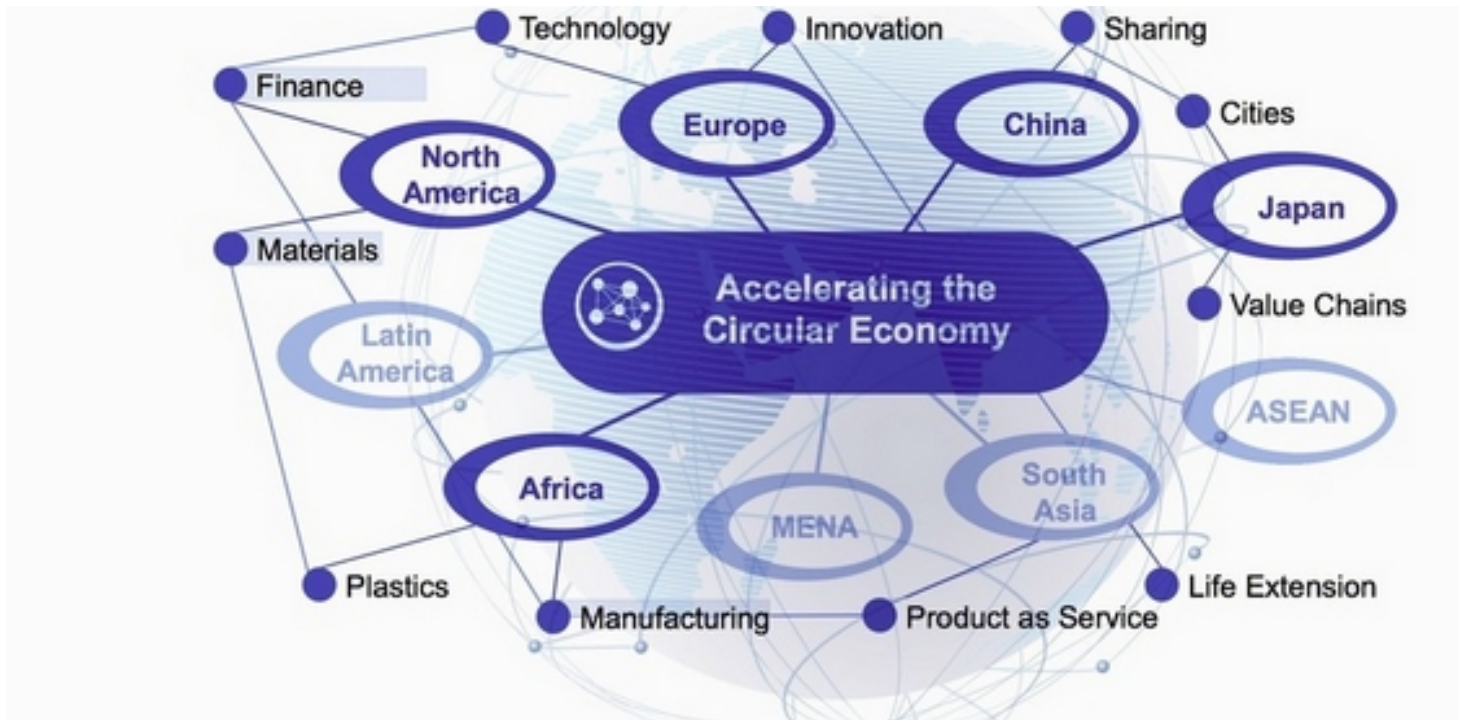 Technology
Innovation
Sharing
Finance
Europe
China
Cities
North
America
Japan
Materials
Accelerating the
Circular Economy
Value Chains
Latin
America
ASEAN
Africa
South
Asia
MENA
Plastics
Manufacturing
Product as Service
Life Extension